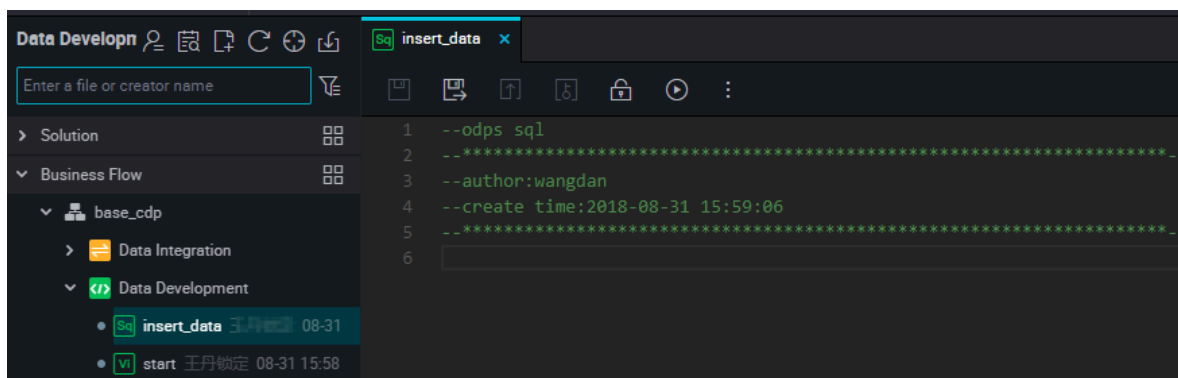 Data Developn
Enter a file or creator name
Solution
Business Flow
base_cdp
Data Integration
Data Development
Sq insert_data 08-31
Vi start 王丹锁定 08-31 15:58
Sq insert_data ×
1 --odps sql
2 --********************************************************************-
3 --author:wangdan
4 --create time:2018-08-31 15:59:06
5 --********************************************************************-
6